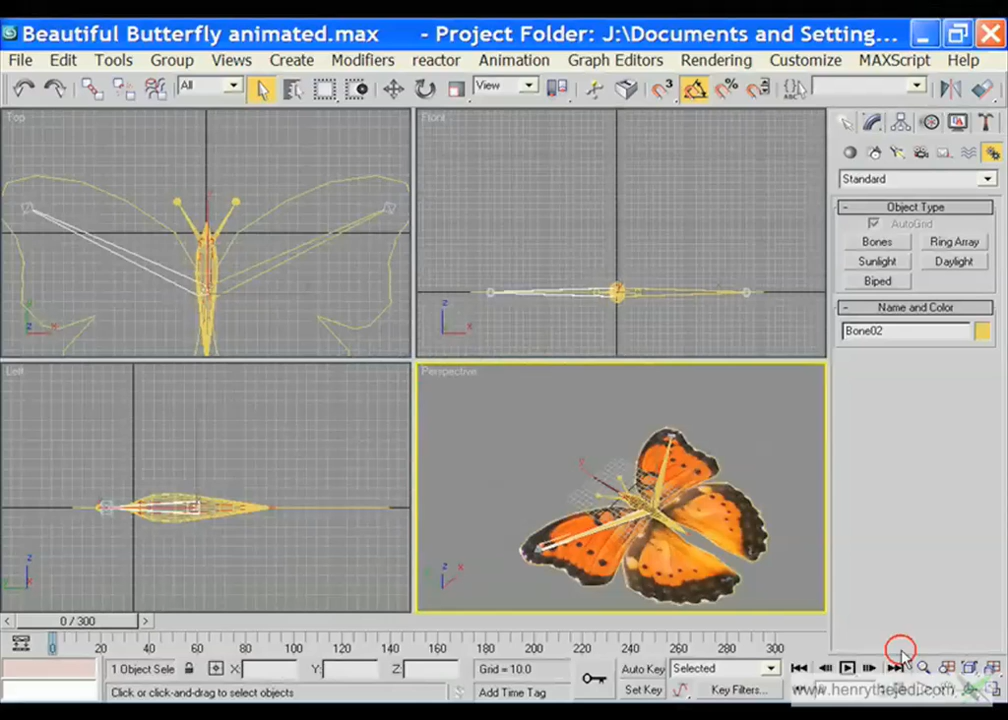 Beautiful Butterfly animated.max - Project Folder: J:\Documents and Setting...
File Edit Tools Group Views Create Modifiers reactor Animation Graph Editors Rendering Customize MAXScript Help
All View
Top Front
Left Perspective
Standard
Object Type
AutoGrid
Bones Ring Array
Sunlight Daylight
Biped
Name and Color
Bone02
0 / 300
0 20 40 60 80 100 120 140 160 180 200 220 240 260 280 300
1 Object Sele X: Y: Z: Grid = 10.0 Auto Key Selected
Click or click-and-drag to select objects Add Time Tag Set Key Key Filters...
www.henrythejedi.com